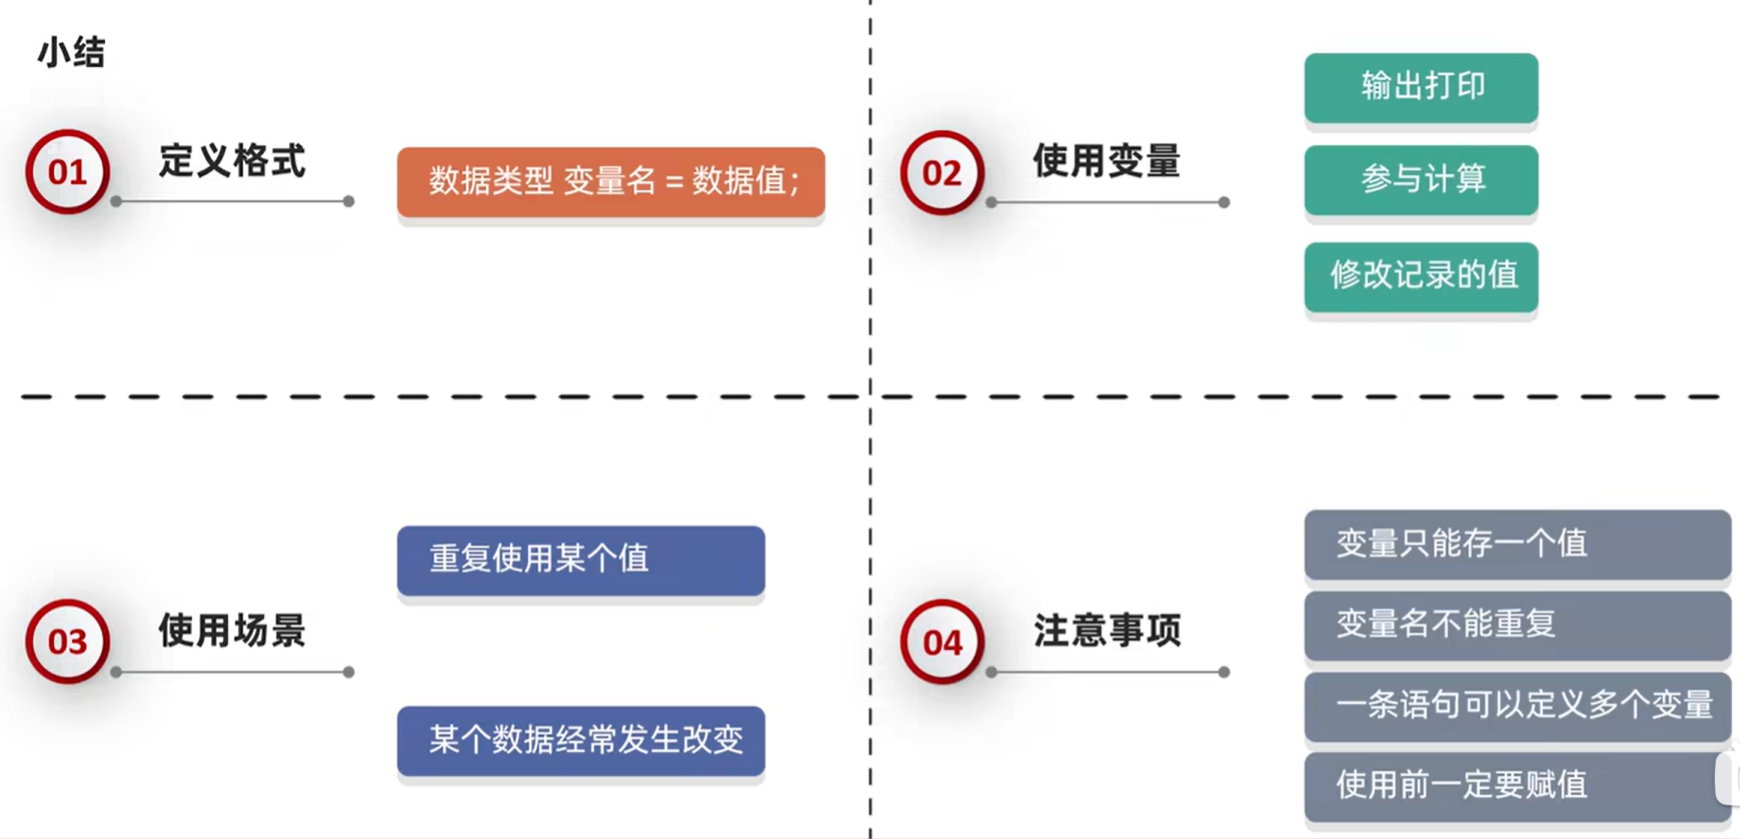 小结
01
定义格式
数据类型 变量名 = 数据值；
02
使用变量
输出打印
参与计算
修改记录的值
03
使用场景
重复使用某个值
某个数据经常发生改变
04
注意事项
变量只能存一个值
变量名不能重复
一条语句可以定义多个变量
使用前一定要赋值